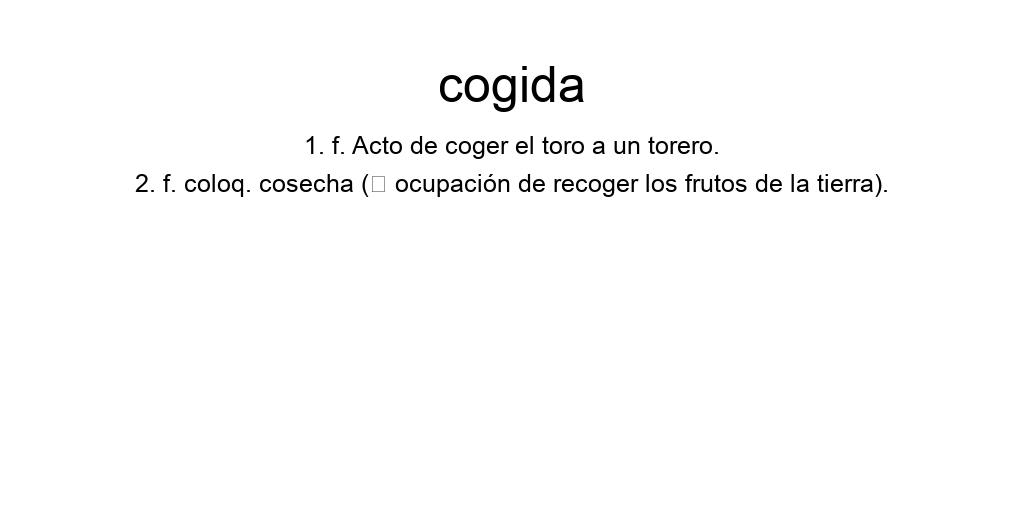 cogida
1. f. Acto de coger el toro a un torero.
2. f. coloq. cosecha (□ ocupación de recoger los frutos de la tierra).